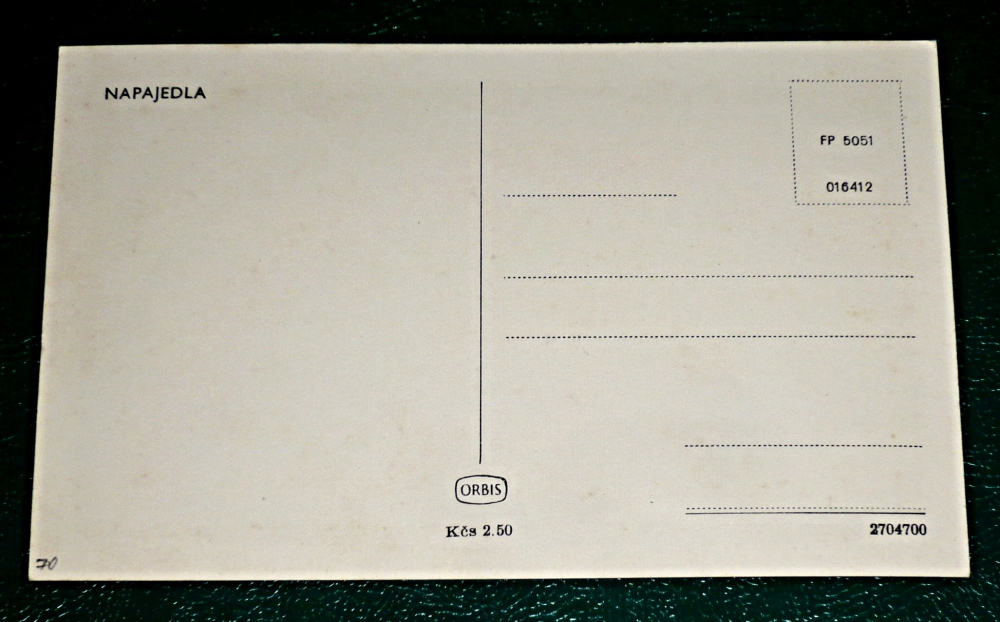 NAPAJEDLA
FP 5051
016412
ORBIS
Kčs 2.50
2704700
70